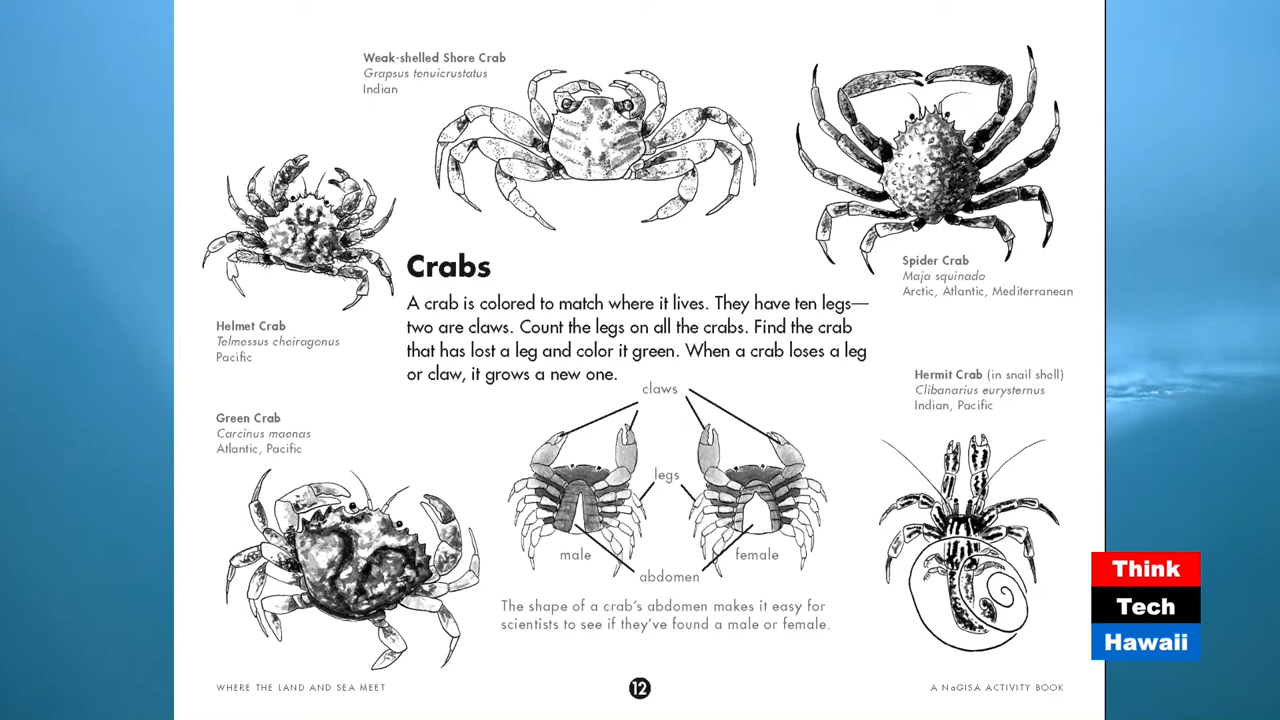 Weak-shelled Shore Crab
Grapsus tenuicrustatus
Indian
Spider Crab
Maja squinado
Arctic, Atlantic, Mediterranean
Helmet Crab
Telmessus cheiragonus
Pacific
Crabs
A crab is colored to match where it lives. They have ten legs—
two are claws. Count the legs on all the crabs. Find the crab
that has lost a leg and color it green. When a crab loses a leg
or claw, it grows a new one.
Hermit Crab (in snail shell)
Clibanarius eurysternus
Indian, Pacific
Green Crab
Carcinus maenas
Atlantic, Pacific
claws
legs
male
female
abdomen
The shape of a crab's abdomen makes it easy for
scientists to see if they've found a male or female.
WHERE THE LAND AND SEA MEET
12
A NaGISA ACTIVITY BOOK
Think
Tech
Hawaii